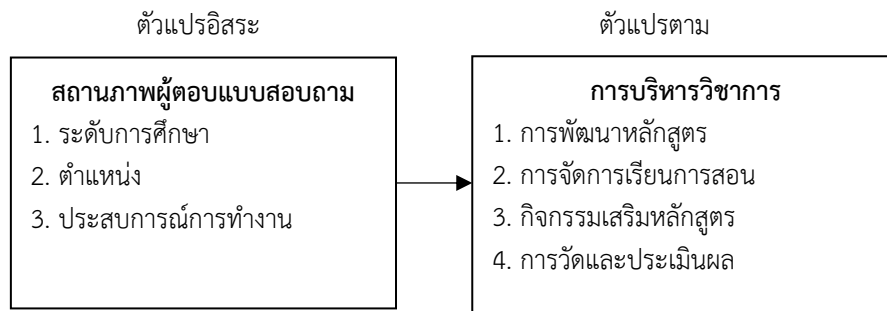 ตัวแปรอิสระ
ตัวแปรตาม
สถานภาพผู้ตอบแบบสอบถาม
1. ระดับการศึกษา
2. ตำแหน่ง
3. ประสบการณ์การทำงาน
การบริหารวิชาการ
1. การพัฒนาหลักสูตร
2. การจัดการเรียนการสอน
3. กิจกรรมเสริมหลักสูตร
4. การวัดและประเมินผล